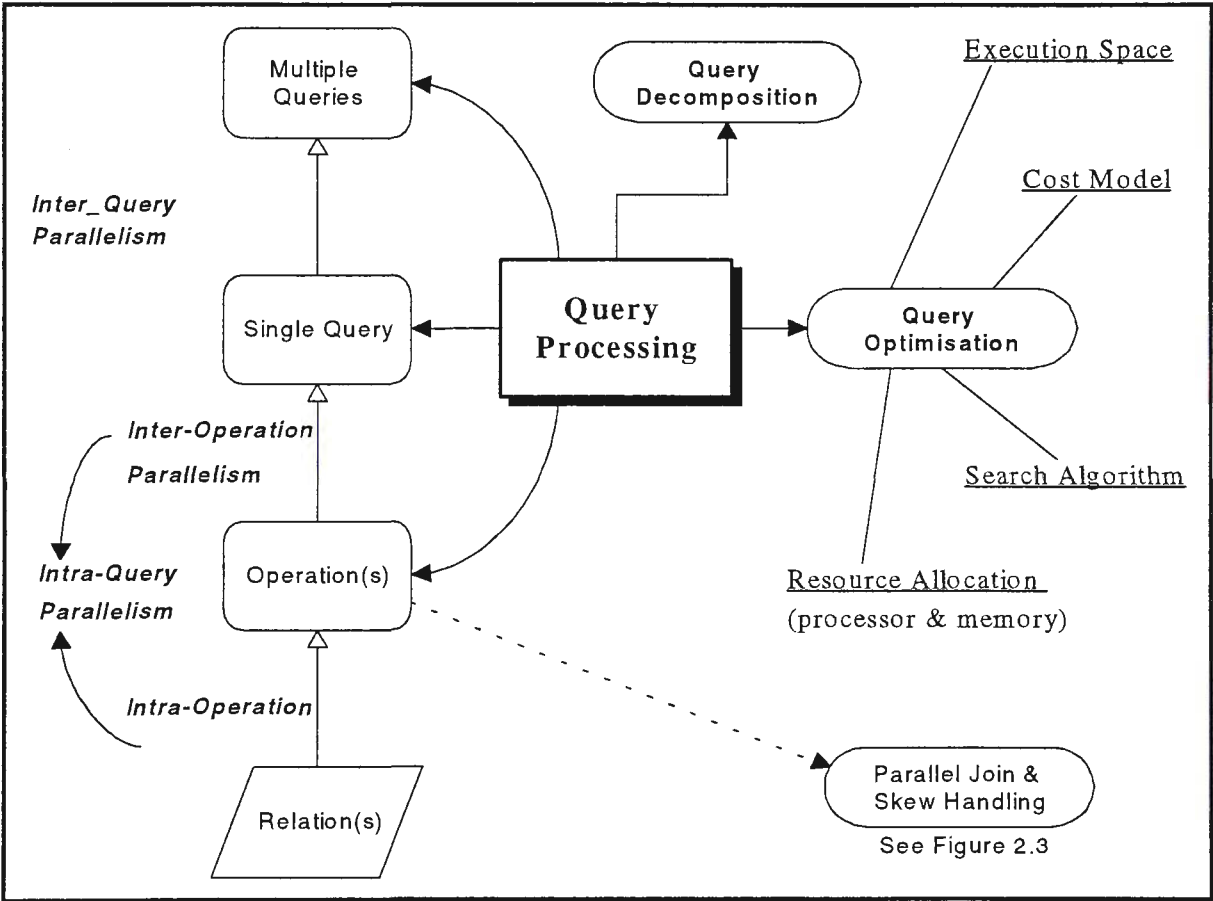 Multiple
Queries
Query
Decomposition
Execution Space
Cost Model
Inter_Query
Parallelism
Single Query
Query
Processing
Query
Optimisation
Inter-Operation
Parallelism
Search Algorithm
Intra-Query
Parallelism
Operation(s)
Resource Allocation
(processor & memory)
Intra-Operation
Relation(s)
Parallel Join &
Skew Handling
See Figure 2.3